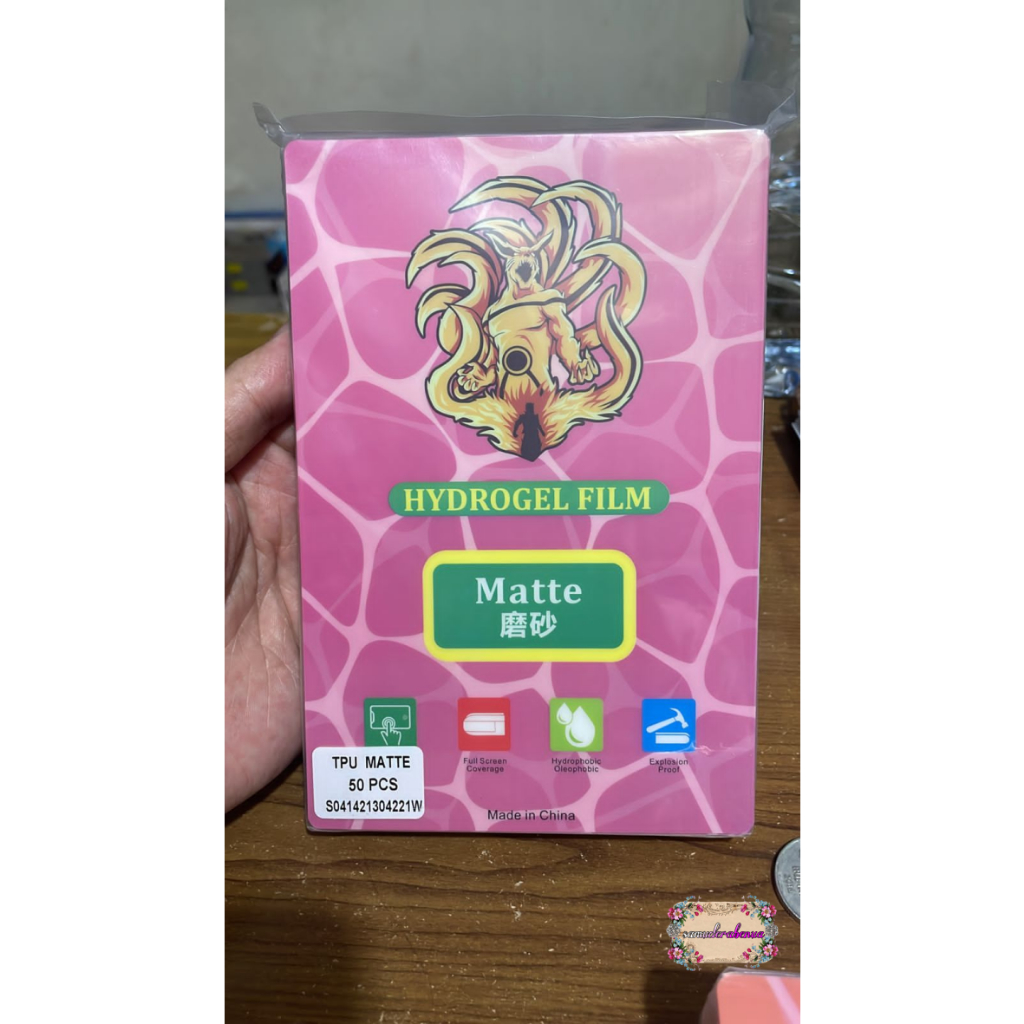 HYDROGEL FILM
Matte
磨砂
Full Screen
Coverage
Hydrophobic
Oleophobic
Explosion
Proof
TPU MATTE
50 PCS
S041421304221W
Made in China